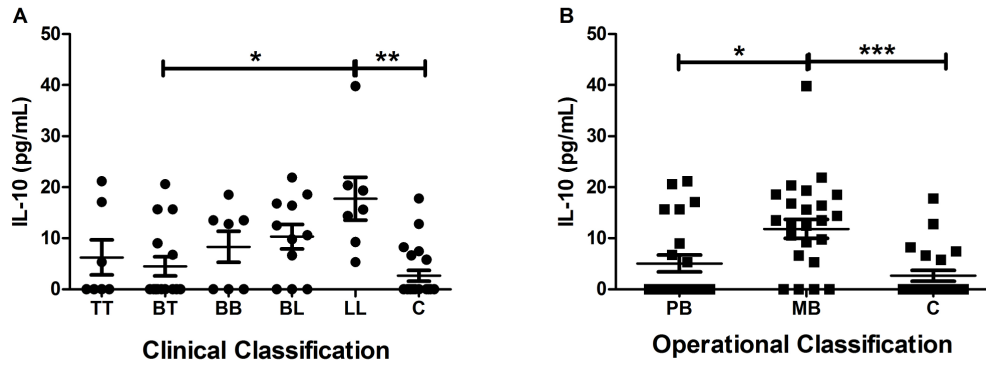 A
IL-10 (pg/mL)
50
40
30
20
10
0
*
**
TT BT BB BL LL C
Clinical Classification
B
IL-10 (pg/mL)
50
40
30
20
10
0
*
***
PB MB C
Operational Classification